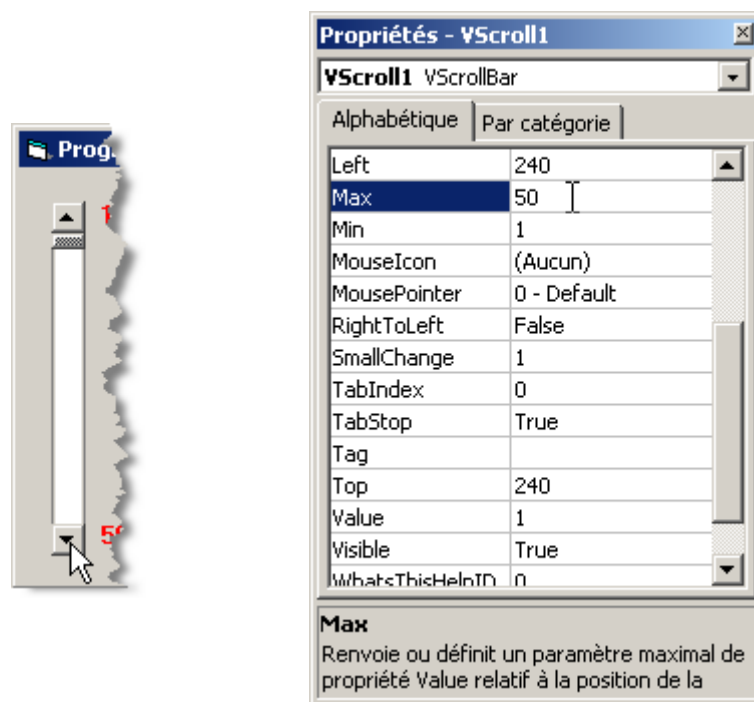 Propriétés - VScroll1
VScroll1 VScrollBar
Alphabétique Par catégorie
Left 240
Max 50
Min 1
MouseIcon (Aucun)
MousePointer 0 - Default
RightToLeft False
SmallChange 1
TabIndex 0
TabStop True
Tag
Top 240
Value 1
Visible True
WhatsThisHelpID 0
Max
Renvoie ou définit un paramètre maximal de
propriété Value relatif à la position de la
Prog